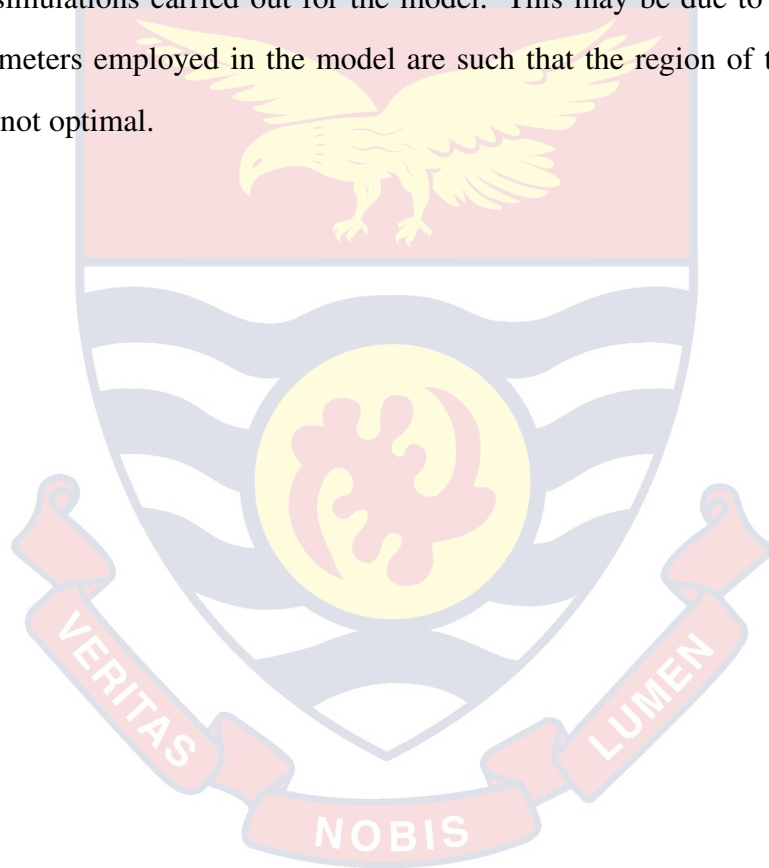 simulations carried out for the model. This may be due to
meters employed in the model are such that the region of t
not optimal.
VERITAS
NOBIS
LUMEN